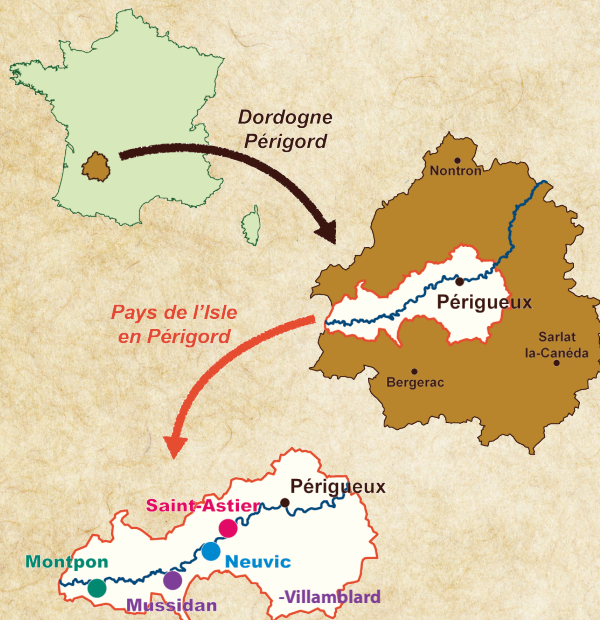 Dordogne
Périgord
Nontron
Périgueux
Pays de l'Isle
en Périgord
Sarlat
la-Canéda
Bergerac
Périgueux
Saint-Astier
Montpon
Neuvic
Mussidan
-Villamblard